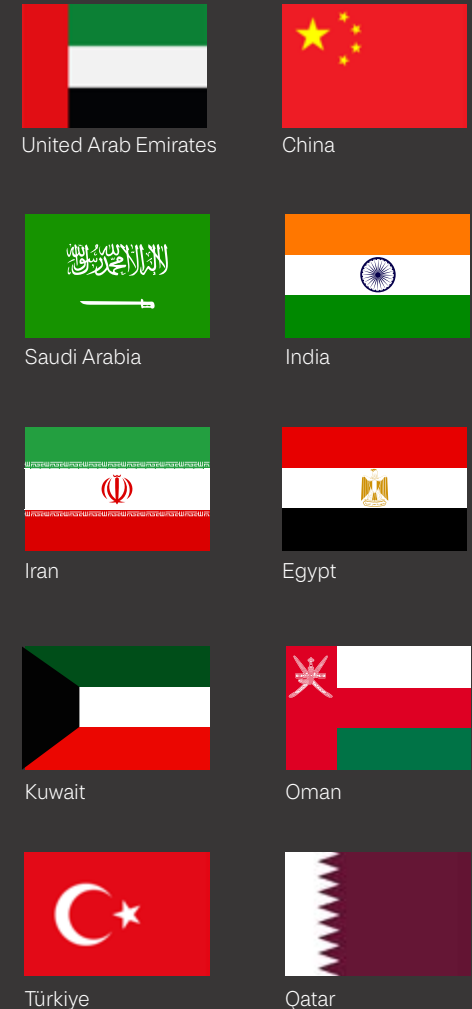 United Arab Emirates
China
Saudi Arabia
India
Iran
Egypt
Kuwait
Oman
Türkiye
Qatar